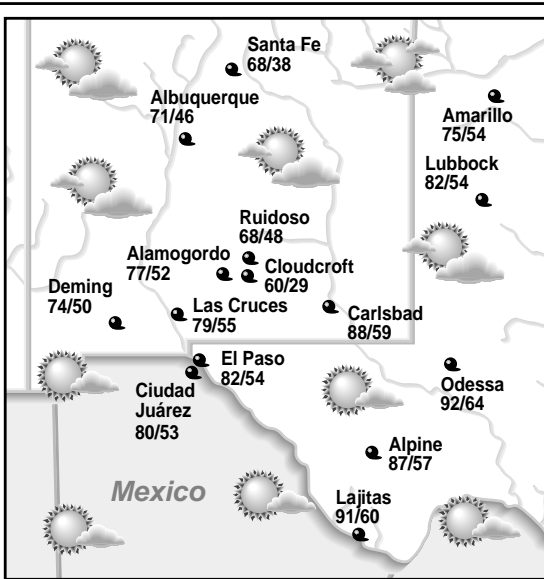 Santa Fe
68/38
Albuquerque
71/46
Amarillo
75/54
Lubbock
82/54
Ruidoso
68/48
Alamogordo
77/52
Cloudcroft
60/29
Deming
74/50
Las Cruces
79/55
Carlsbad
88/59
El Paso
82/54
Ciudad
Juárez
80/53
Odessa
92/64
Alpine
87/57
Mexico
Lajitas
91/60